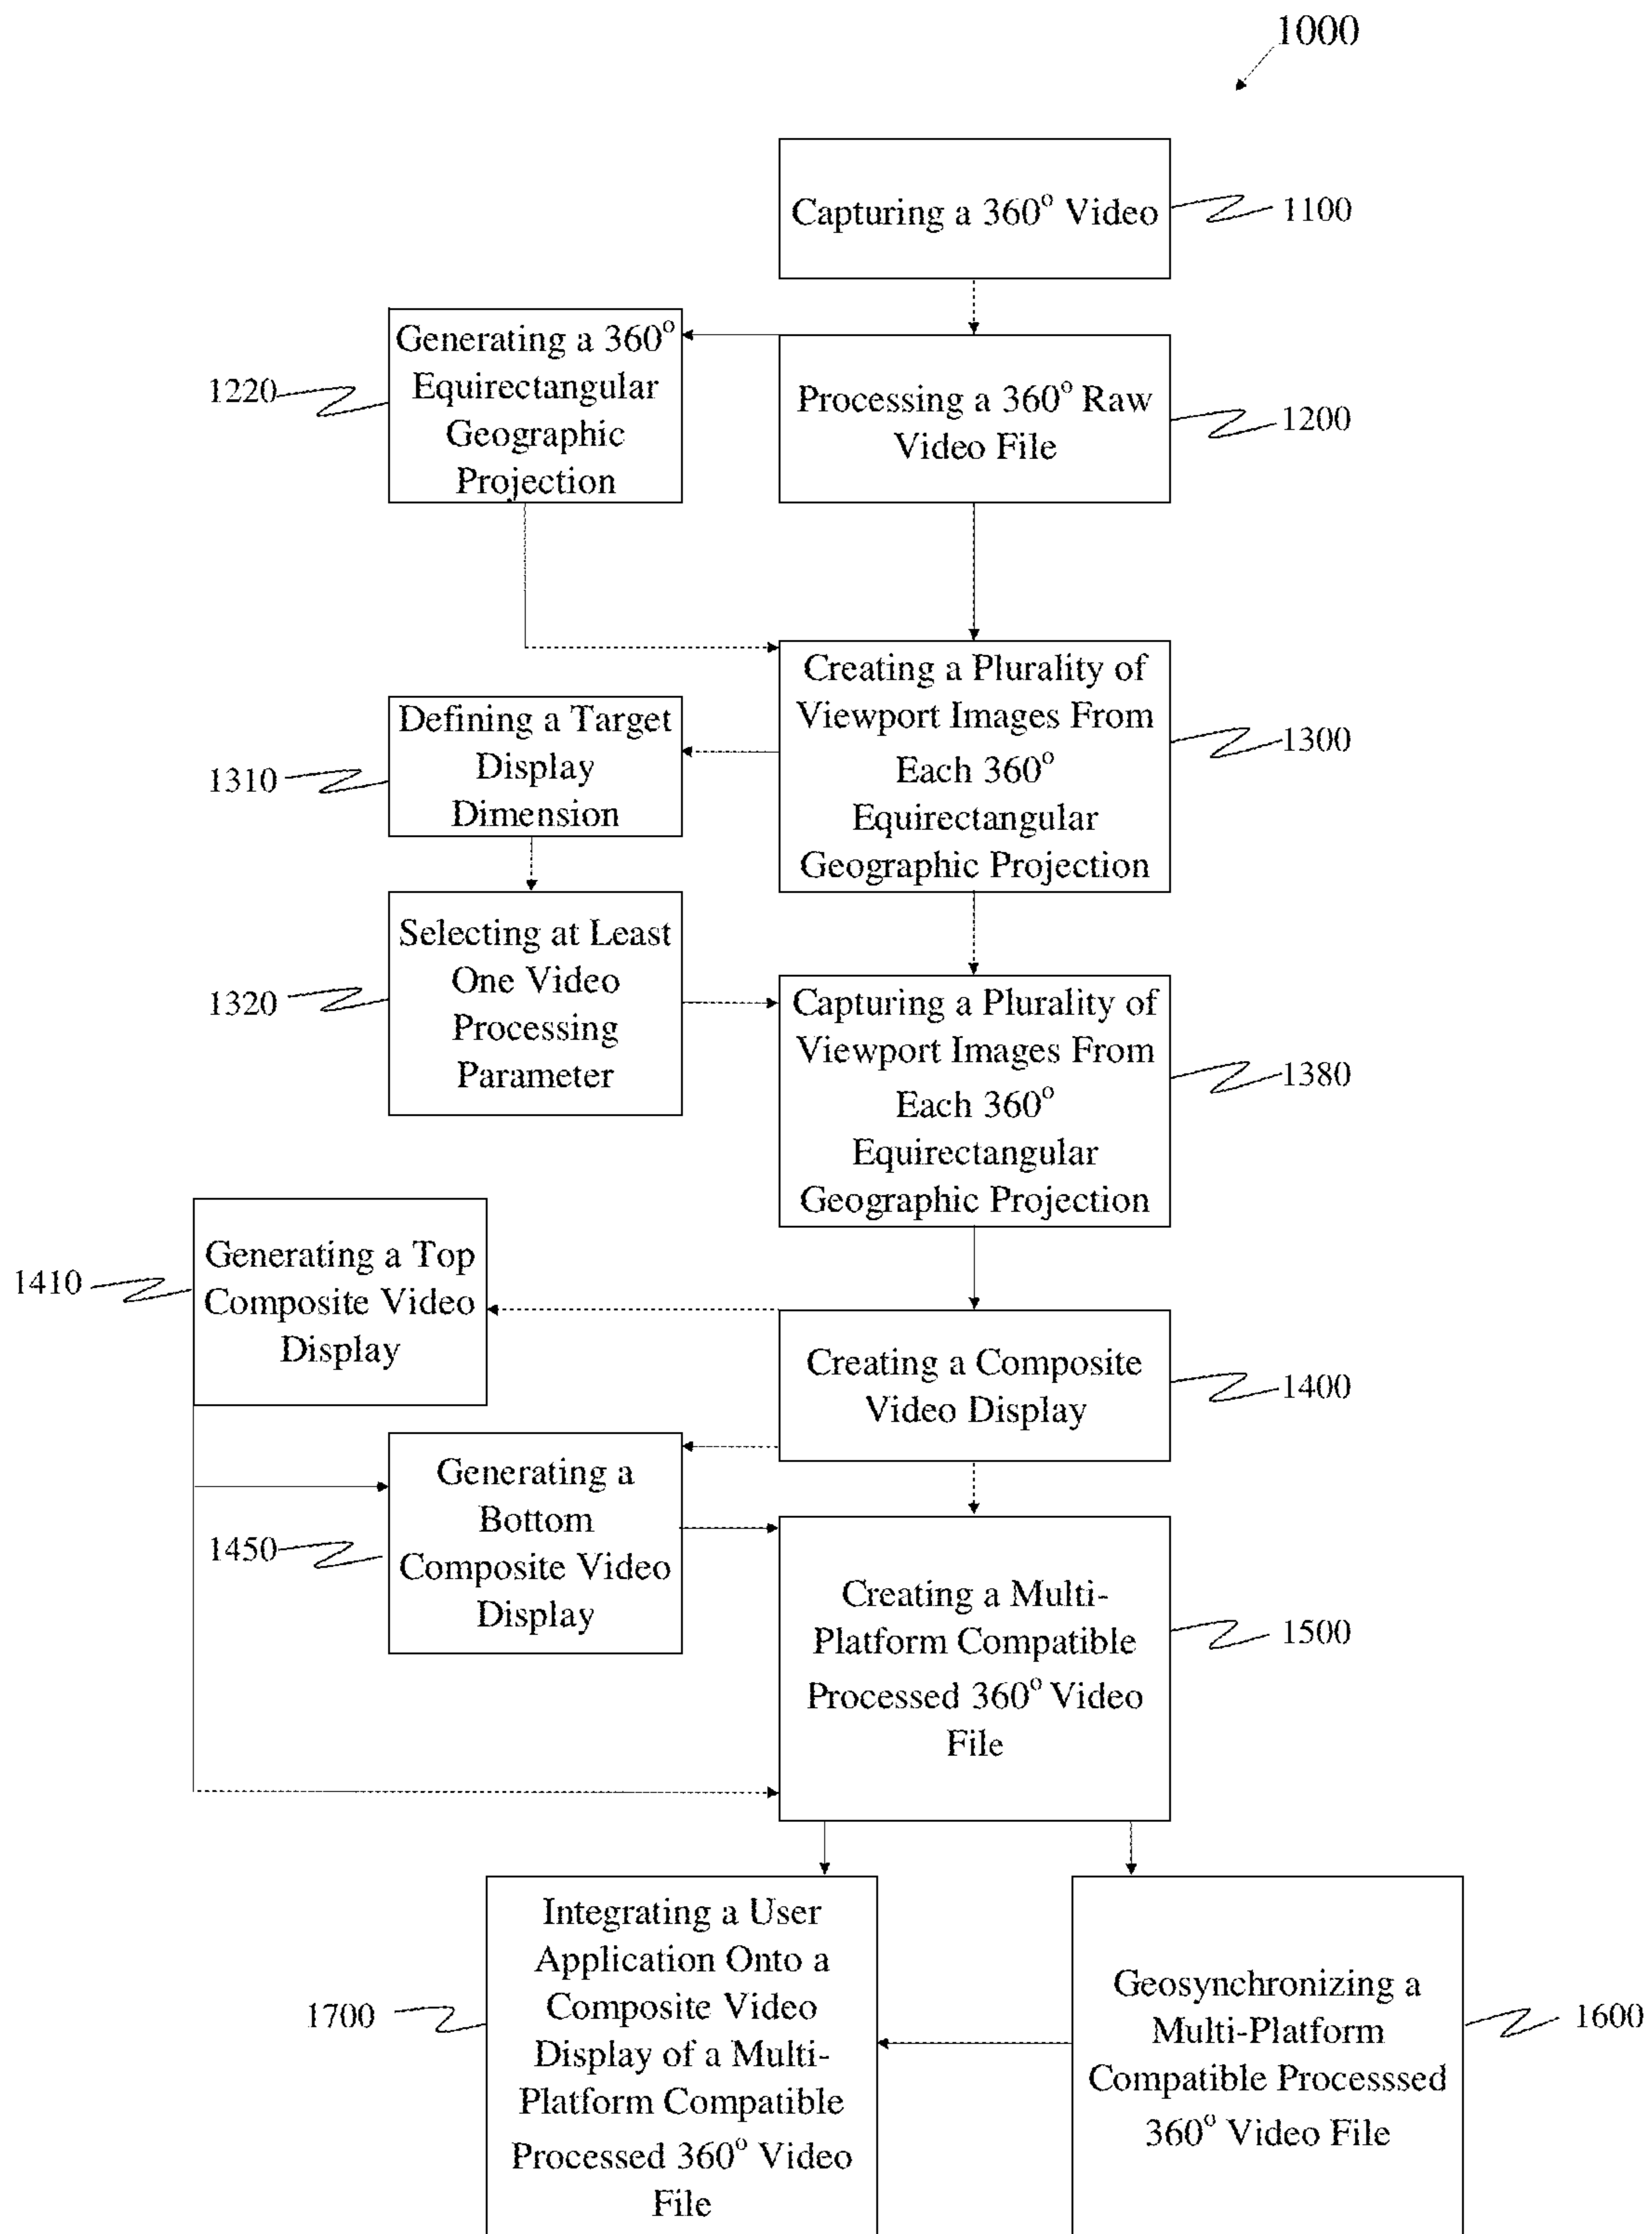 1000
Capturing a 360° Video
1100
Generating a 360°
Equirectangular
Geographic
Projection
1220
Processing a 360° Raw
Video File
1200
Creating a Plurality of
Viewport Images From
Each 360°
Equirectangular
Geographic Projection
1300
Defining a Target
Display
Dimension
1310
Selecting at Least
One Video
Processing
Parameter
1320
Capturing a Plurality of
Viewport Images From
Each 360°
Equirectangular
Geographic Projection
1380
Generating a Top
Composite Video
Display
1410
Creating a Composite
Video Display
1400
Generating a
Bottom
Composite Video
Display
1450
Creating a Multi-
Platform Compatible
Processed 360° Video
File
1500
Integrating a User
Application Onto a
Composite Video
Display of a Multi-
Platform Compatible
Processed 360° Video
File
1700
Geosynchronizing a
Multi-Platform
Compatible Processsed
360° Video File
1600